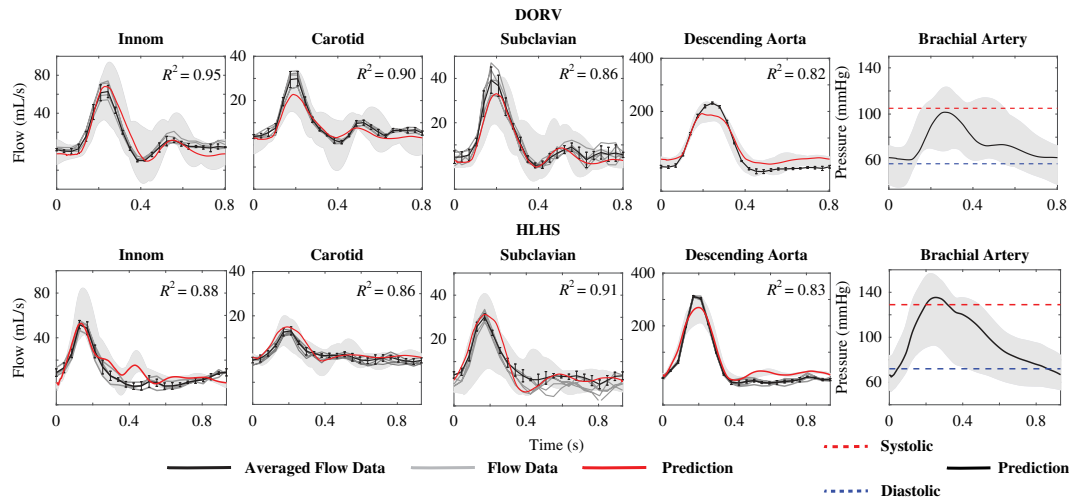 DORV
Innom Carotid Subclavian Descending Aorta Brachial Artery
Flow (mL/s)
80
40
0 0.4 0.8
R² = 0.95
40
20
0 0.4 0.8
R² = 0.90
40
20
0 0.4 0.8
R² = 0.86
400
200
0 0.4 0.8
R² = 0.82
Pressure (mmHg)
140
100
60
0 0.4 0.8
HLHS
Innom Carotid Subclavian Descending Aorta Brachial Artery
Flow (mL/s)
80
40
0 0.4 0.8
R² = 0.88
40
20
0 0.4 0.8
R² = 0.86
40
20
0 0.4 0.8
R² = 0.91
400
200
0 0.4 0.8
R² = 0.83
Pressure (mmHg)
140
100
60
0 0.4 0.8
Time (s)
Averaged Flow Data Flow Data Prediction
Systolic
Diastolic
Prediction